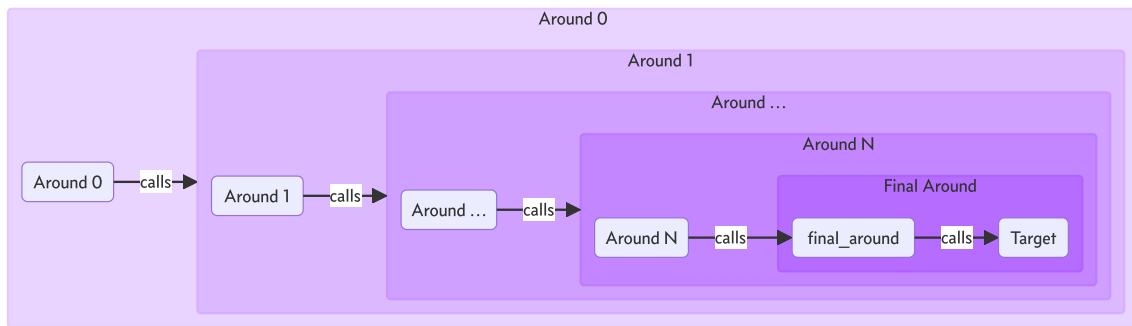 Around 0
Around 1
Around ...
Around N
Final Around
Around 0
calls
Around 1
calls
Around ...
calls
Around N
calls
final_around
calls
Target